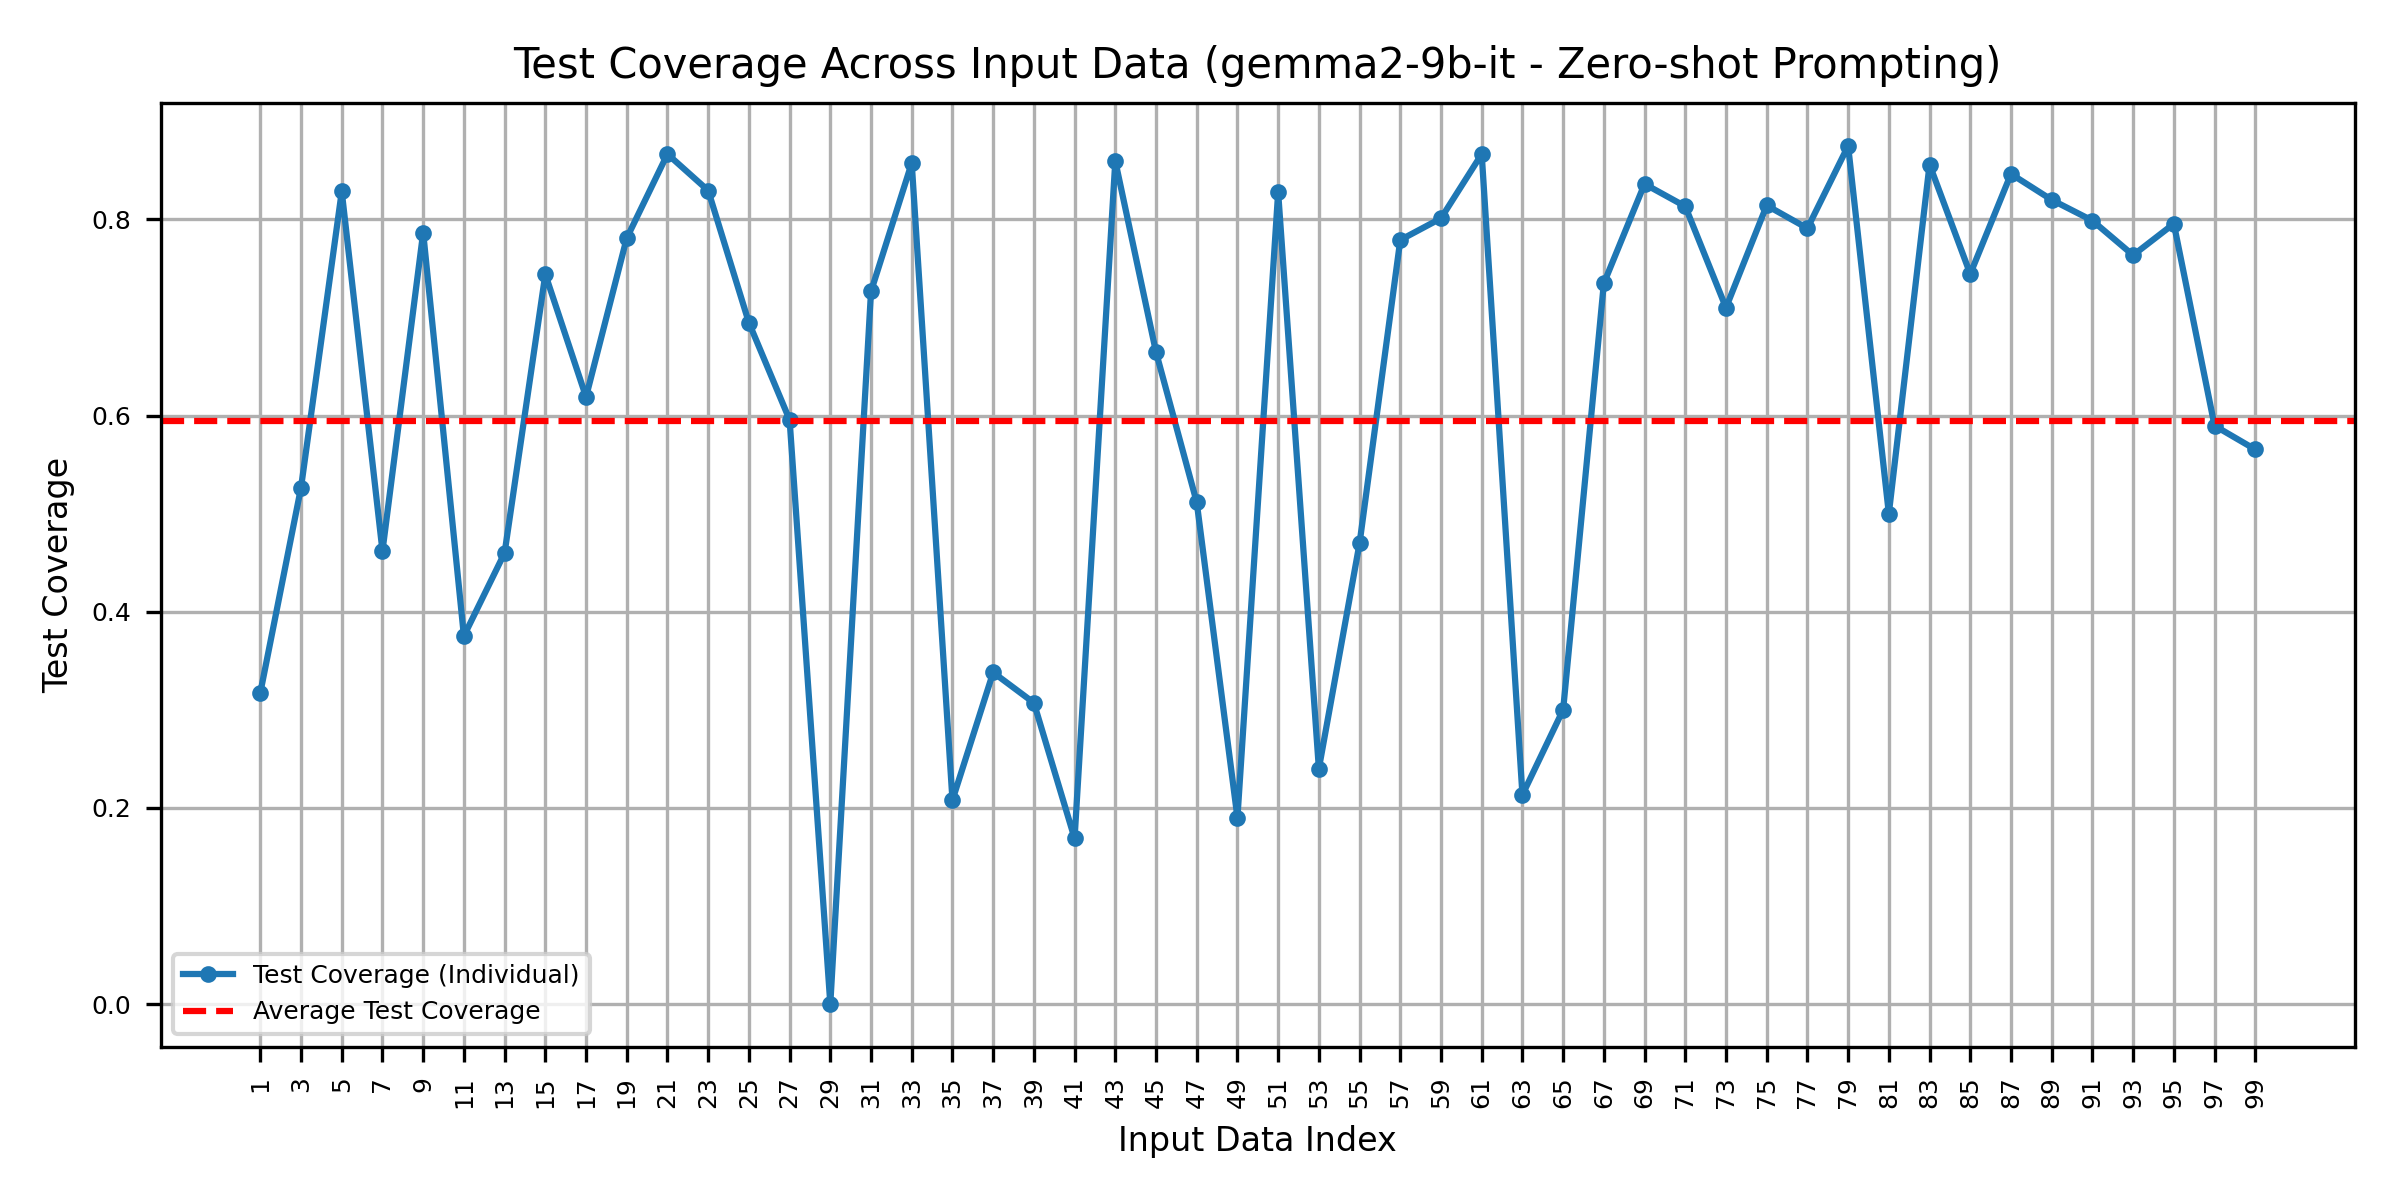 Test Coverage Across Input Data (gemma2-9b-it - Zero-shot Prompting)
Test Coverage
0.8
0.6
0.4
0.2
0.0
Test Coverage (Individual)
Average Test Coverage
1 3 5 7 9 11 13 15 17 19 21 23 25 27 29 31 33 35 37 39 41 43 45 47 49 51 53 55 57 59 61 63 65 67 69 71 73 75 77 79 81 83 85 87 89 91 93 95 97 99
Input Data Index